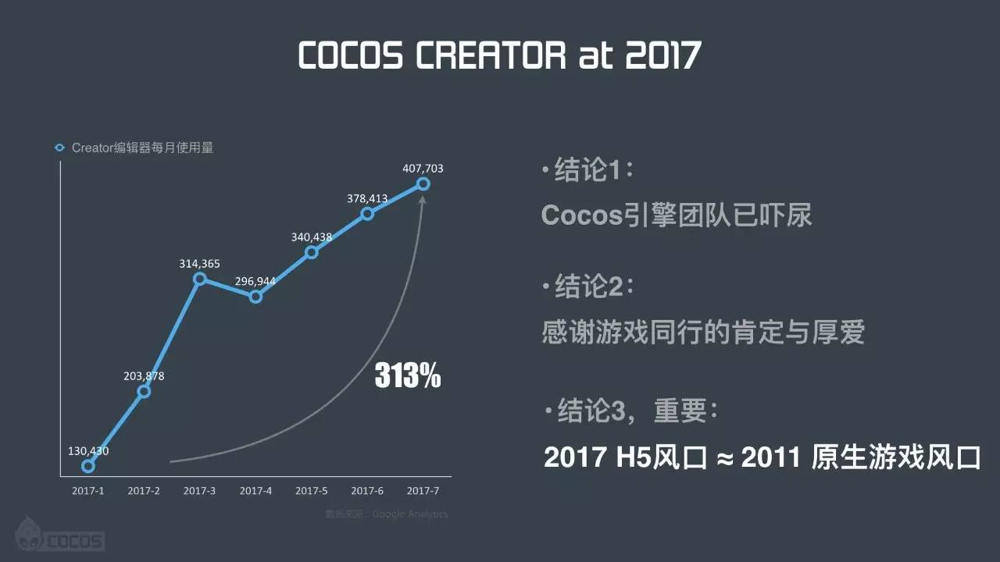 COCOS CREATOR at 2017
Creator编辑器每月使用量
407,703
378,413
340,438
314,365
296,944
203,878
130,430
313%
2017-1 2017-2 2017-3 2017-4 2017-5 2017-6 2017-7
数据来源：Google Analytics
•结论1：
Cocos引擎团队已吓尿
•结论2：
感谢游戏同行的肯定与厚爱
•结论3，重要：
2017 H5风口 ≈ 2011 原生游戏风口
COCOS